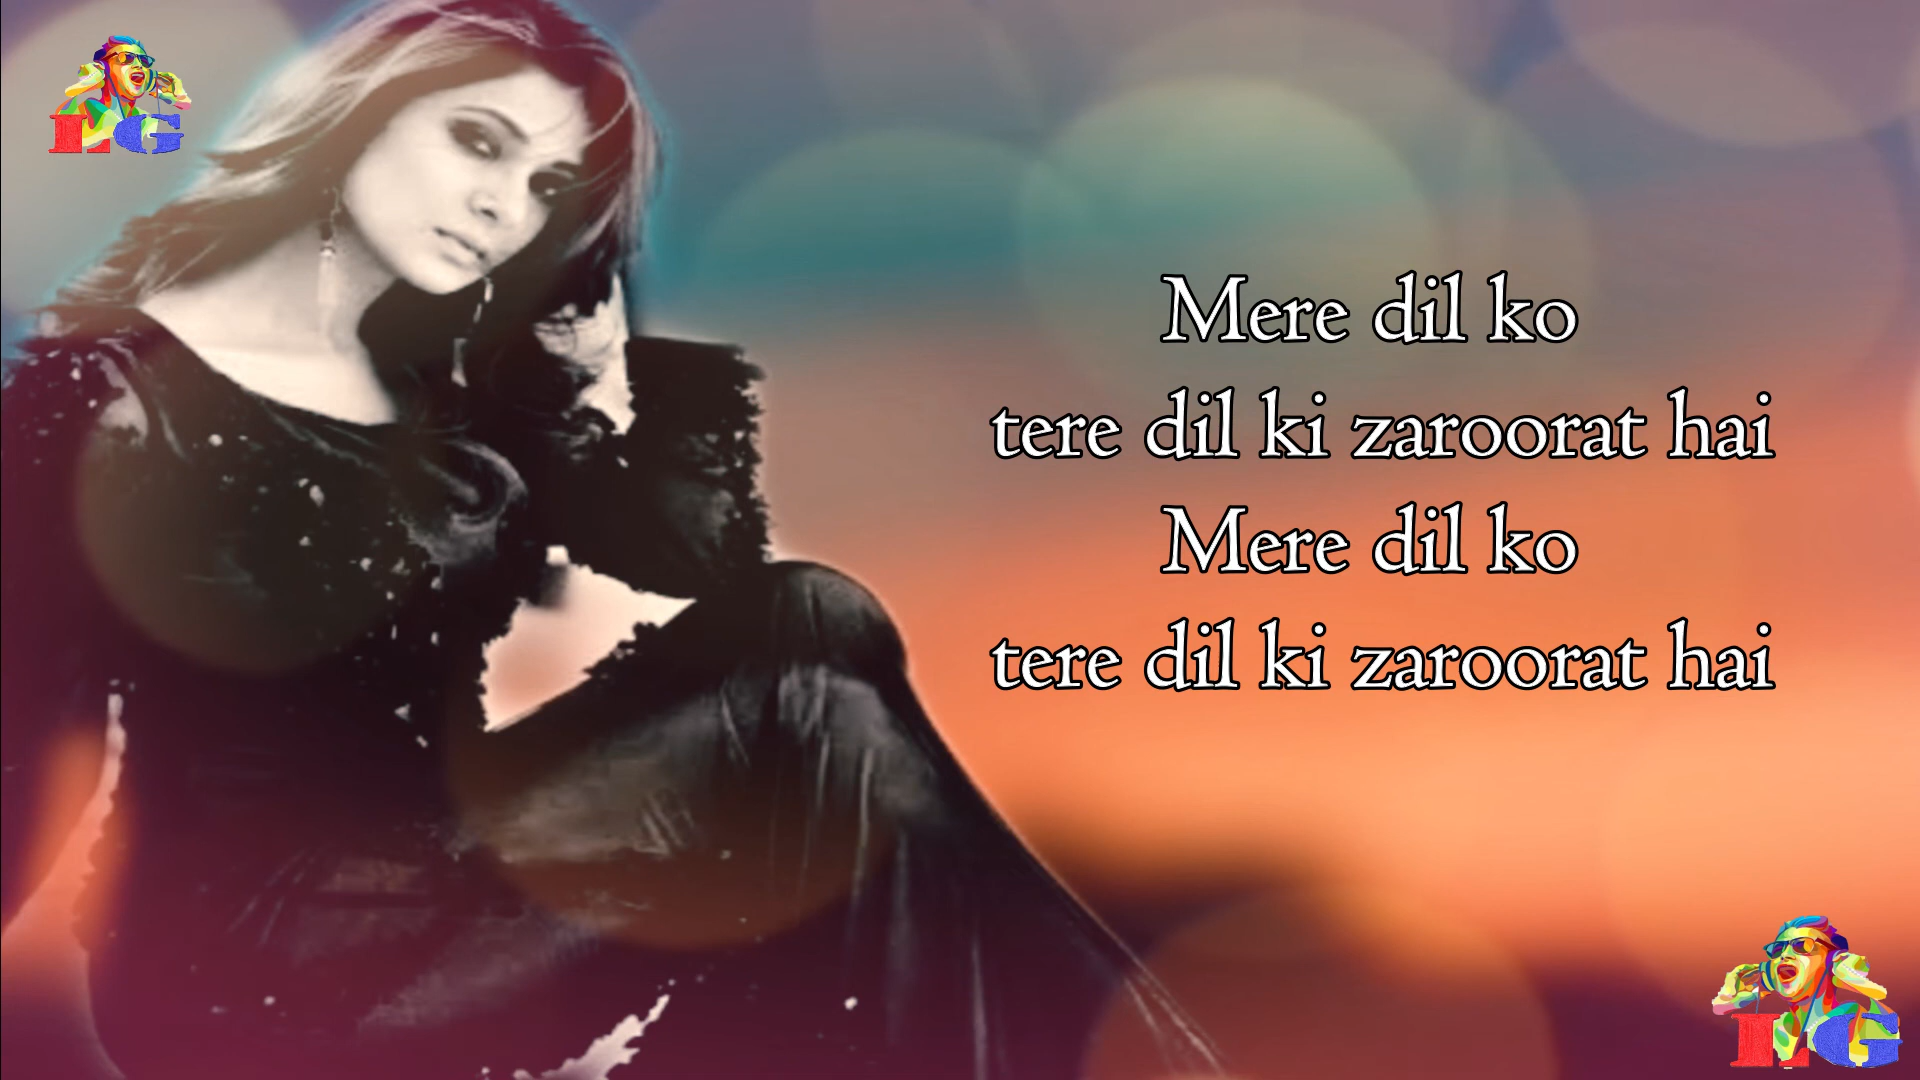 LG
Mere dil ko
tere dil ki zaroorat hai
Mere dil ko
tere dil ki zaroorat hai
LG